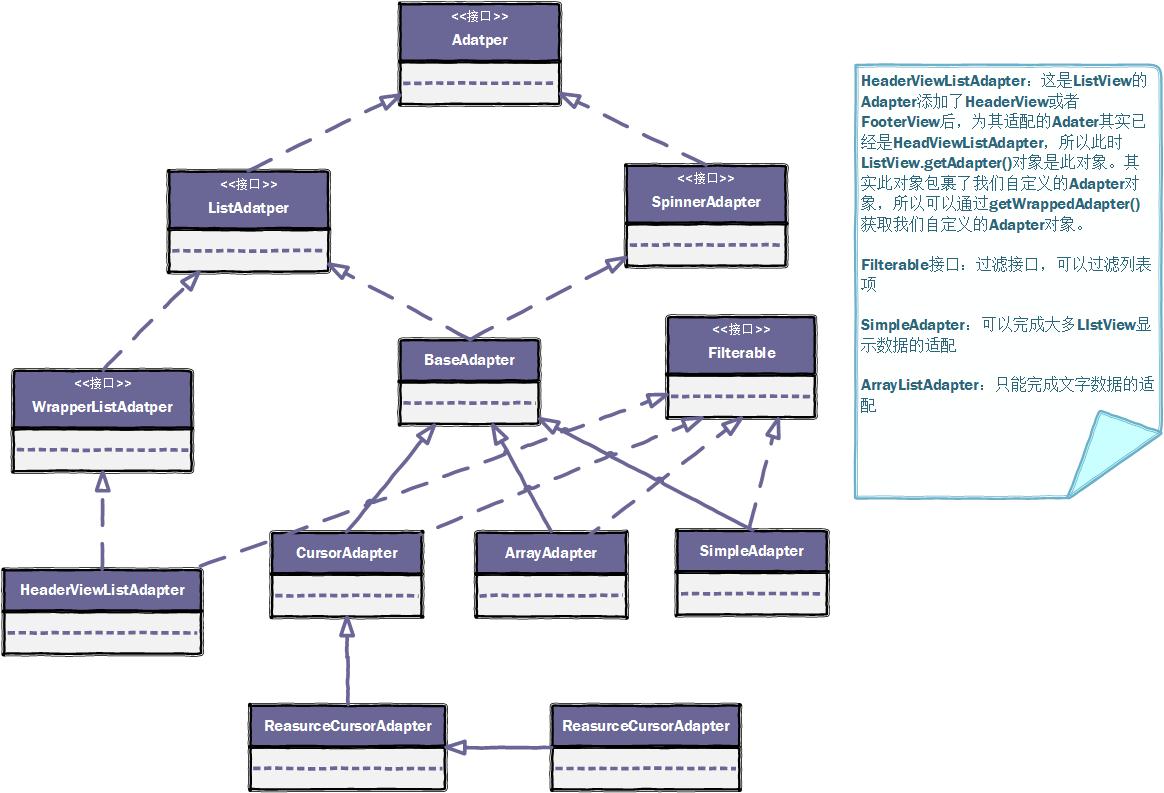 <<接口>>
Adatper
<<接口>>
ListAdatper
<<接口>>
SpinnerAdapter
<<接口>>
WrapperListAdatper
BaseAdapter
<<接口>>
Filterable
HeaderViewListAdapter
CursorAdapter
ArrayAdapter
SimpleAdapter
ReasurceCursorAdapter
ReasurceCursorAdapter
HeaderViewListAdapter：这是ListView的
Adapter添加了HeaderView或者
FooterView后，为其适配的Adater其实已
经是HeadViewListAdapter，所以此时
ListView.getAdapter()对象是此对象。其
实此对象包裹了我们自定义的Adapter对
象，所以可以通过getWrappedAdapter()
获取我们自定义的Adapter对象。
Filterable接口：过滤接口，可以过滤列表
项
SimpleAdapter：可以完成大多LIstView显
示数据的适配
ArrayListAdapter：只能完成文字数据的适
配